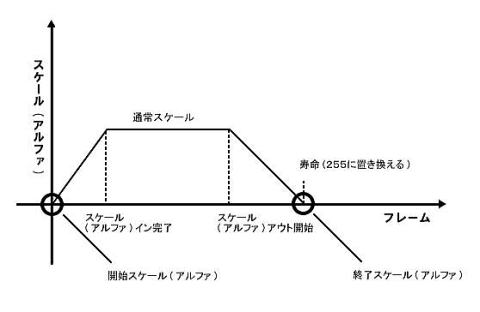 スケール（アルファ）
通常スケール
寿命（255に置き換える）
スケール
（アルファ）イン完了
スケール
（アルファ）アウト開始
フレーム
開始スケール（アルファ）
終了スケール（アルファ）